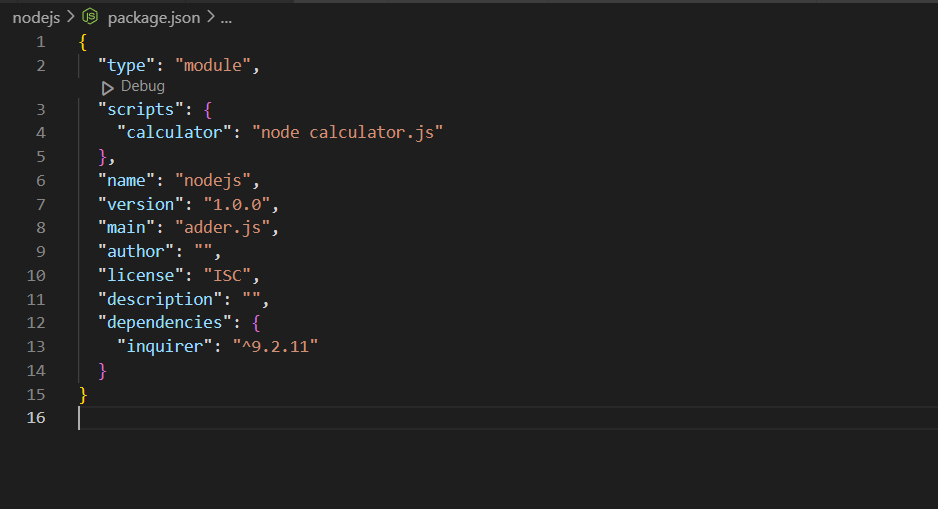 nodejs > JS package.json > ...
1 {
2 "type": "module",
Debug
3 "scripts": {
4 "calculator": "node calculator.js"
5 },
6 "name": "nodejs",
7 "version": "1.0.0",
8 "main": "adder.js",
9 "author": "",
10 "license": "ISC",
11 "description": "",
12 "dependencies": {
13 "inquirer": "^9.2.11"
14 }
15 }
16